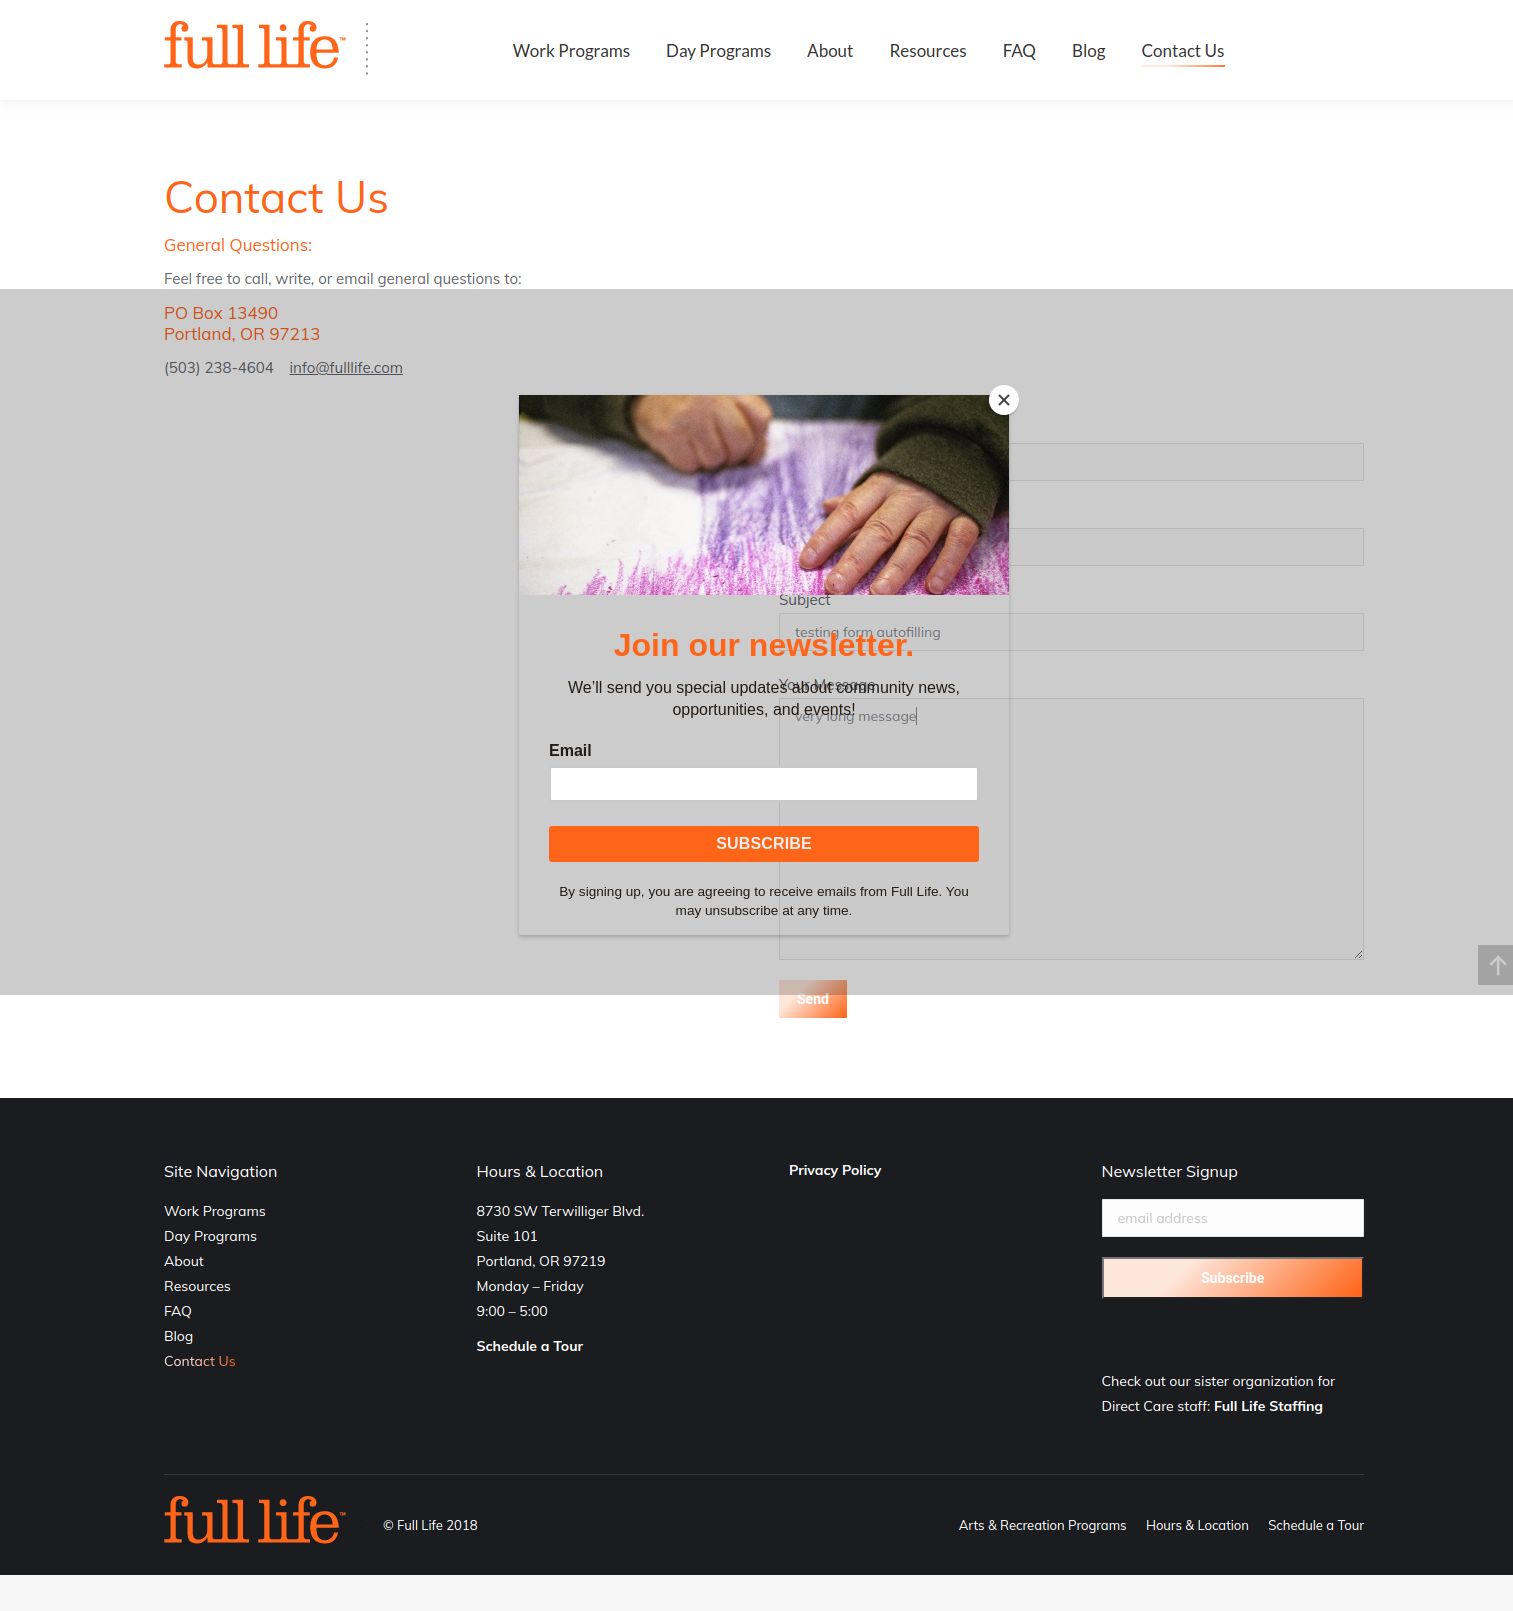 full life™
Work Programs
Day Programs
About
Resources
FAQ
Blog
Contact Us
Contact Us
General Questions:
Feel free to call, write, or email general questions to:
PO Box 13490
Portland, OR 97213
(503) 238-4604 info@fulllife.com
Subject
testing form autofilling
Your Message
very long message
Send
Join our newsletter.
We'll send you special updates about community news,
opportunities, and events!
Email
SUBSCRIBE
By signing up, you are agreeing to receive emails from Full Life. You
may unsubscribe at any time.
Site Navigation
Work Programs
Day Programs
About
Resources
FAQ
Blog
Contact Us
Hours & Location
8730 SW Terwilliger Blvd.
Suite 101
Portland, OR 97219
Monday – Friday
9:00 – 5:00
Schedule a Tour
Privacy Policy
Newsletter Signup
email address
Subscribe
Check out our sister organization for
Direct Care staff: Full Life Staffing
full life™
© Full Life 2018
Arts & Recreation Programs
Hours & Location
Schedule a Tour